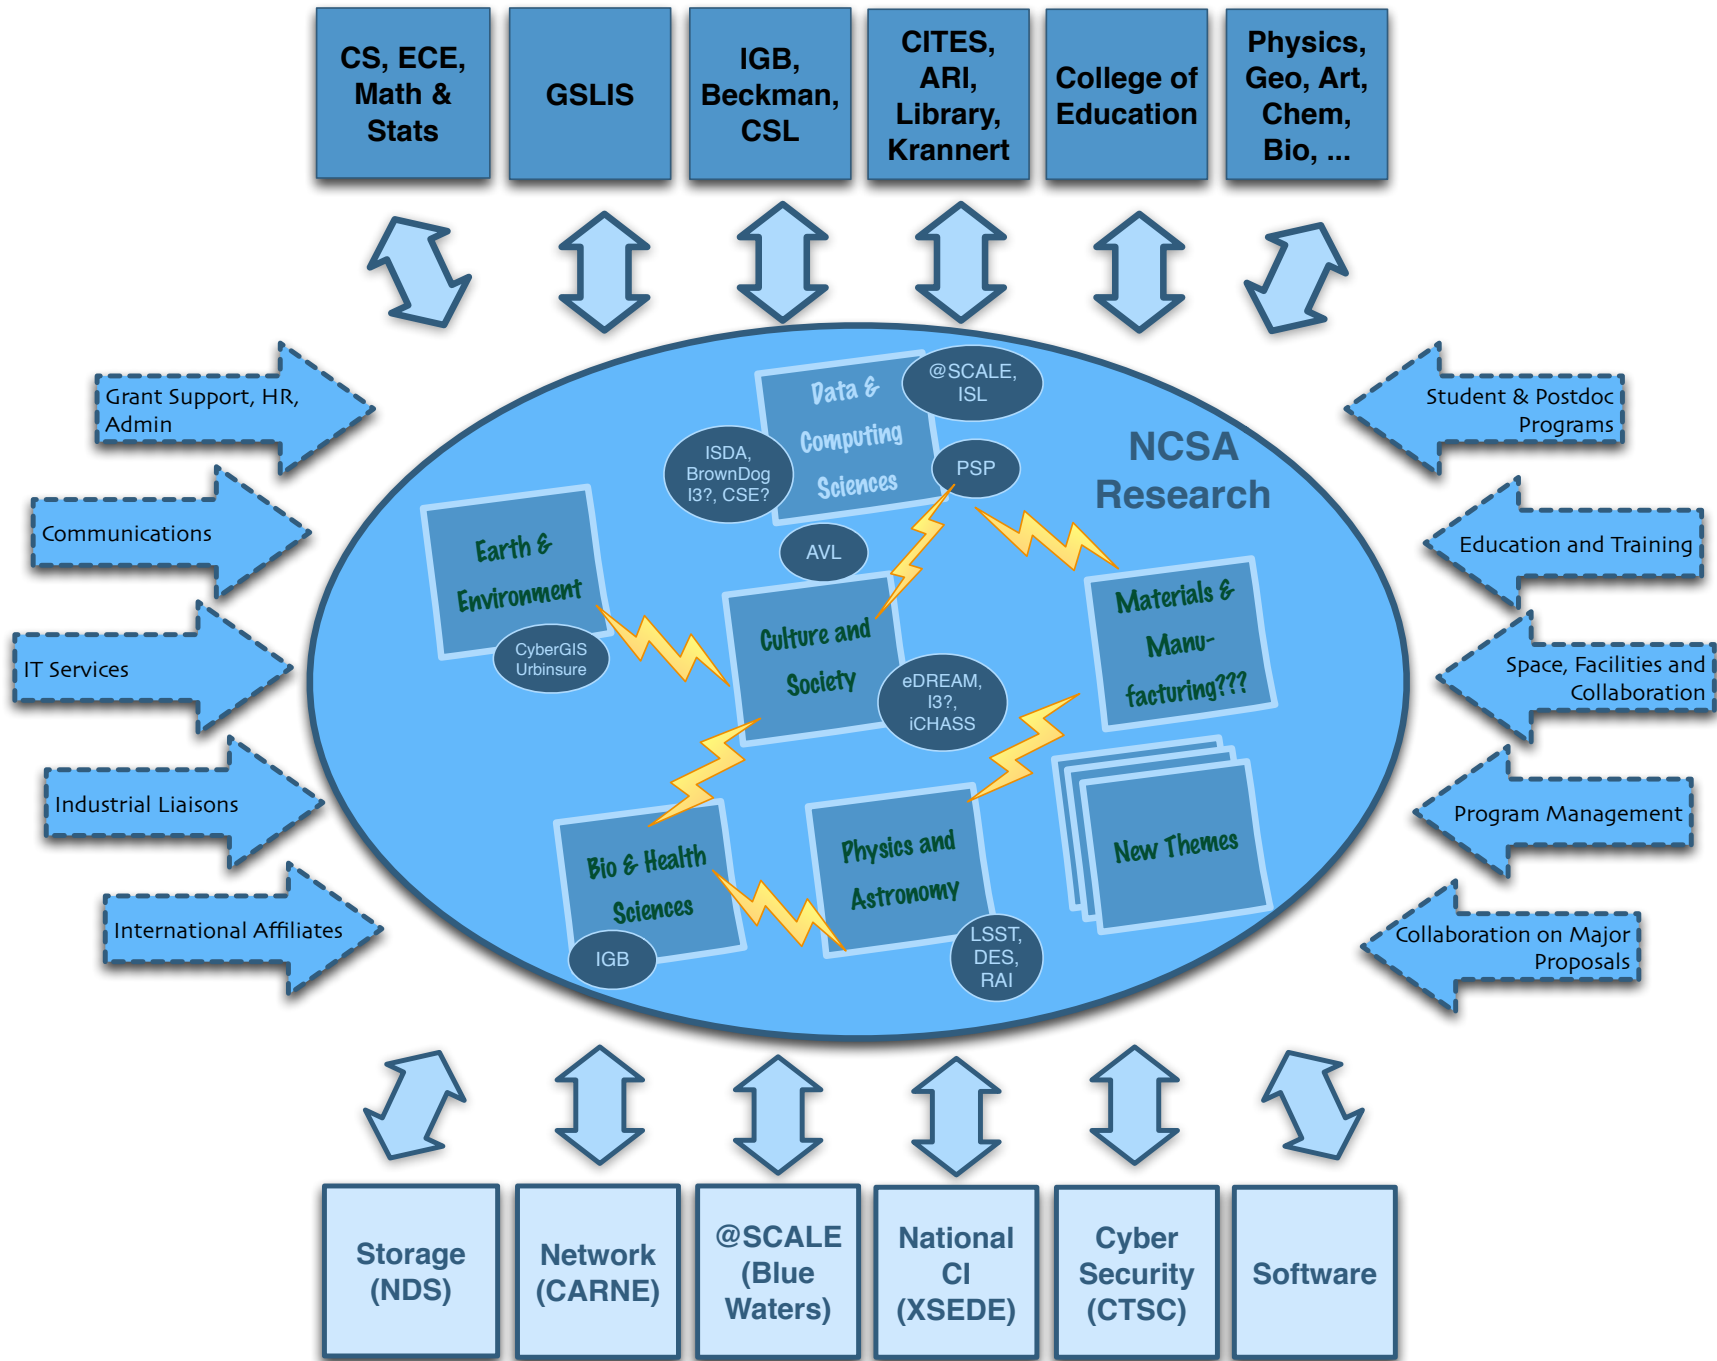 CS, ECE,
Math &
Stats
GSLIS
IGB,
Beckman,
CSL
CITES,
ARI,
Library,
Krannert
College of
Education
Physics,
Geo, Art,
Chem,
Bio, ...
Grant Support, HR,
Admin
Communications
IT Services
Industrial Liaisons
International Affiliates
NCSA
Research
Data &
Computing
Sciences
@SCALE,
ISL
ISDA,
BrownDog
I3?, CSE?
PSP
AVL
Earth &
Environment
CyberGIS
Urbinsure
Culture and
Society
eDREAM,
I3?,
iCHASS
Materials &
Manu-
facturing???
Bio & Health
Sciences
IGB
Physics and
Astronomy
LSST,
DES,
RAI
New Themes
Student & Postdoc
Programs
Education and Training
Space, Facilities and
Collaboration
Program Management
Collaboration on Major
Proposals
Storage
(NDS)
Network
(CARNE)
@SCALE
(Blue
Waters)
National
CI
(XSEDE)
Cyber
Security
(CTSC)
Software